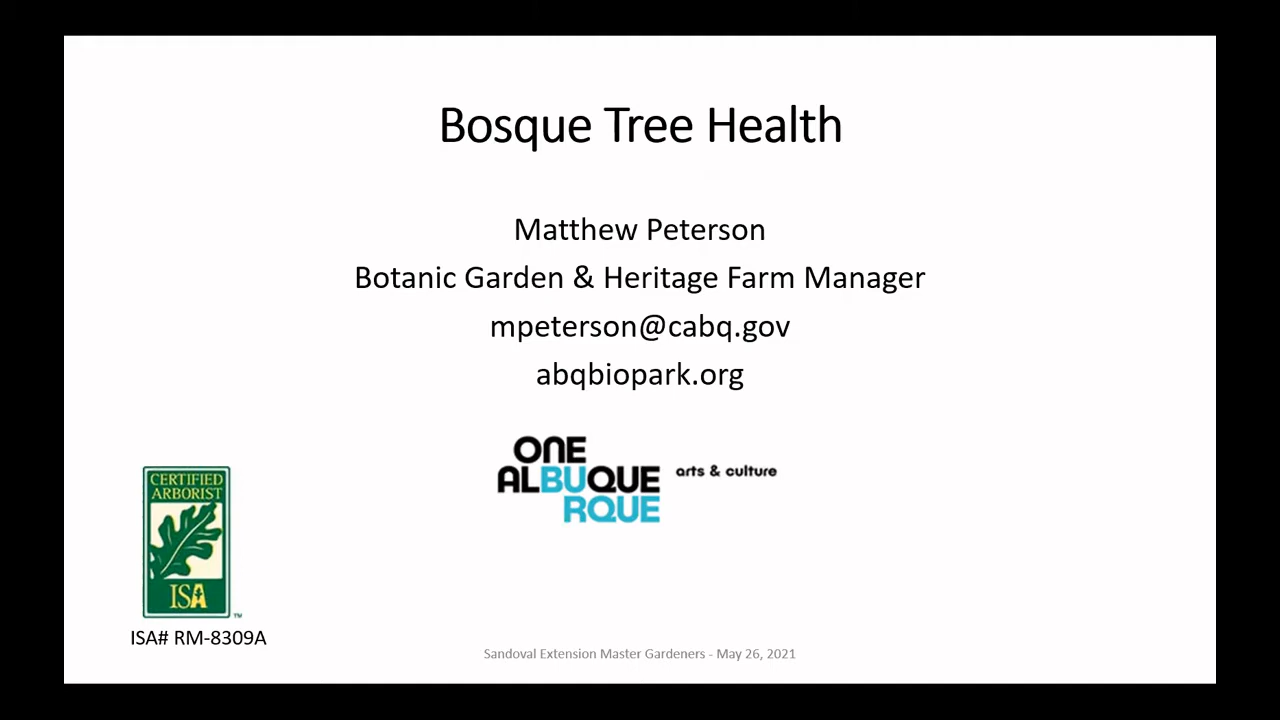 Bosque Tree Health
Matthew Peterson
Botanic Garden & Heritage Farm Manager
mpeterson@cabq.gov
abqbiopark.org
ONE
ALBUQUE
RQUE
arts & culture
CERTIFIED
ARBORIST
ISA
™
ISA# RM-8309A
Sandoval Extension Master Gardeners - May 26, 2021